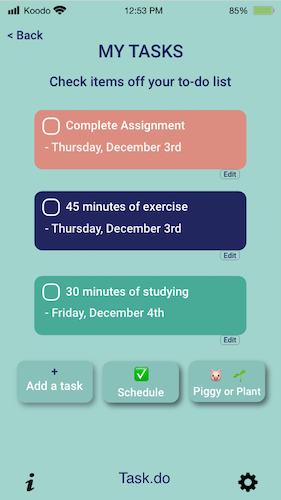 Koodo 12:53 PM 85%
< Back
MY TASKS
Check items off your to-do list
Complete Assignment
- Thursday, December 3rd
Edit
45 minutes of exercise
- Thursday, December 3rd
Edit
30 minutes of studying
- Friday, December 4th
Edit
+
Add a task
Schedule
Piggy or Plant
i
Task.do